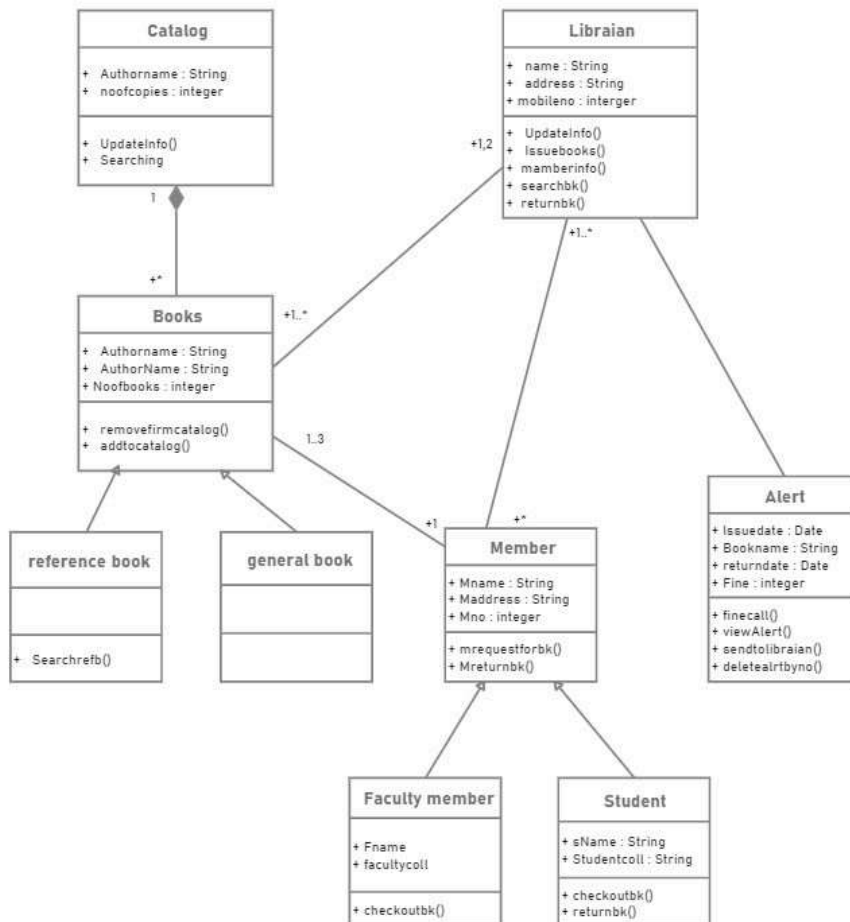 Catalog
+ Authorname : String
+ noofcopies : integer
+ UpdateInfo()
+ Searching
Libraian
+ name : String
+ address : String
+ mobileno : interger
+ UpdateInfo()
+ Issuebooks()
+ mamberinfo()
+ searchbk()
+ returnbk()
1
+*
+1,2
+1..*
+1..*
Books
+ Authorname : String
+ AuthorName : String
+ Noofbooks : integer
+ removefirmcatalog()
+ addtocatalog()
1..3
+1
+*
reference book
+ Searchrefb()
general book
Member
+ Mname : String
+ Maddress : String
+ Mno : integer
+ mrequestforbk()
+ Mreturnbk()
Alert
+ Issuedate : Date
+ Bookname : String
+ returndate : Date
+ Fine : integer
+ finecall()
+ viewAlert()
+ sendtolibraian()
+ deletealrtbyno()
Faculty member
+ Fname
+ facultycoll
+ checkoutbk()
Student
+ sName : String
+ Studentcoll : String
+ checkoutbk()
+ returnbk()